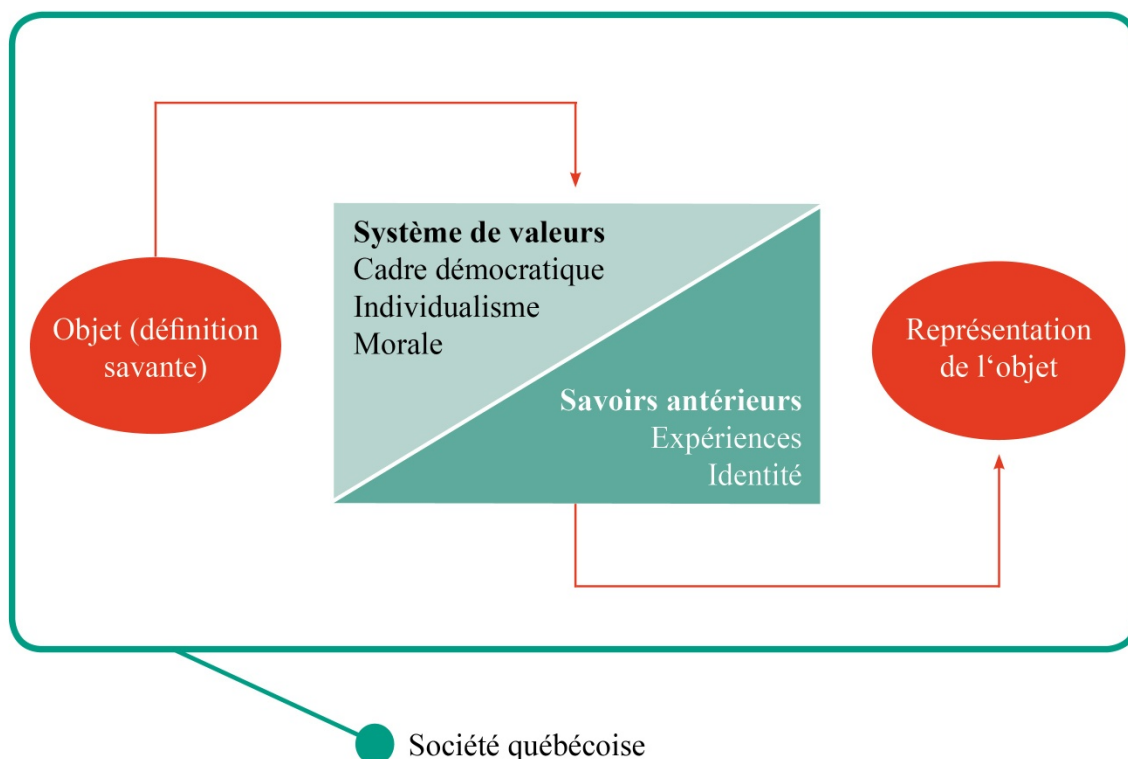 Système de valeurs
Cadre démocratique
Individualisme
Morale
Objet (définition
savante)
Savoirs antérieurs
Expériences
Identité
Représentation
de l‘objet
Société québécoise